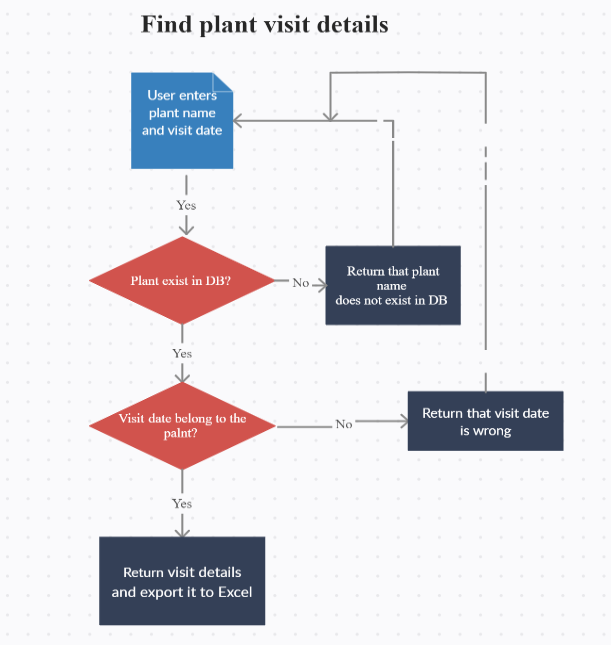 Find plant visit details
User enters
plant name
and visit date
Yes
Plant exist in DB?
No
Return that plant
name
does not exist in DB
Yes
Visit date belong to the
palnt?
No
Return that visit date
is wrong
Yes
Return visit details
and export it to Excel